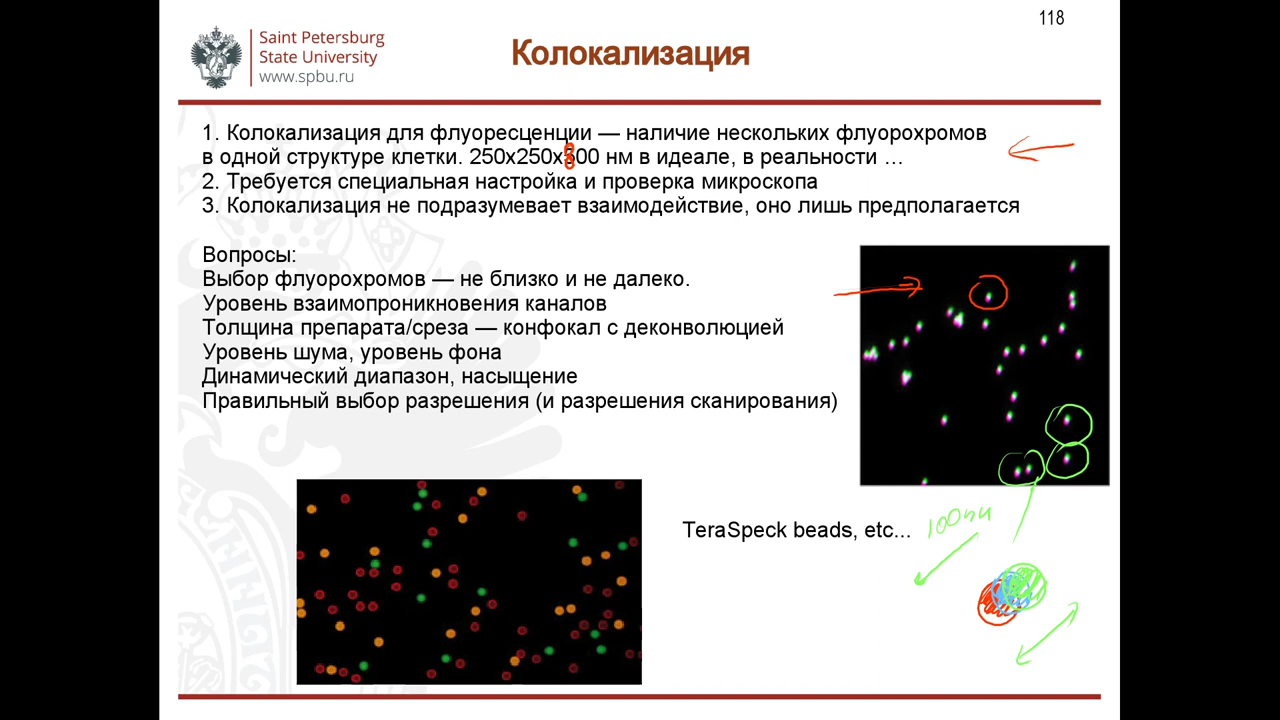 118
Saint Petersburg
State University
www.spbu.ru
Колокализация
1. Колокализация для флуоресценции — наличие нескольких флуорохромов
в одной структуре клетки. 250x250x800 нм в идеале, в реальности ...
2. Требуется специальная настройка и проверка микроскопа
3. Колокализация не подразумевает взаимодействие, оно лишь предполагается
Вопросы:
Выбор флуорохромов — не близко и не далеко.
Уровень взаимопроникновения каналов
Толщина препарата/среза — конфокал с деконволюцией
Уровень шума, уровень фона
Динамический диапазон, насыщение
Правильный выбор разрешения (и разрешения сканирования)
TeraSpeck beads, etc...
100nm